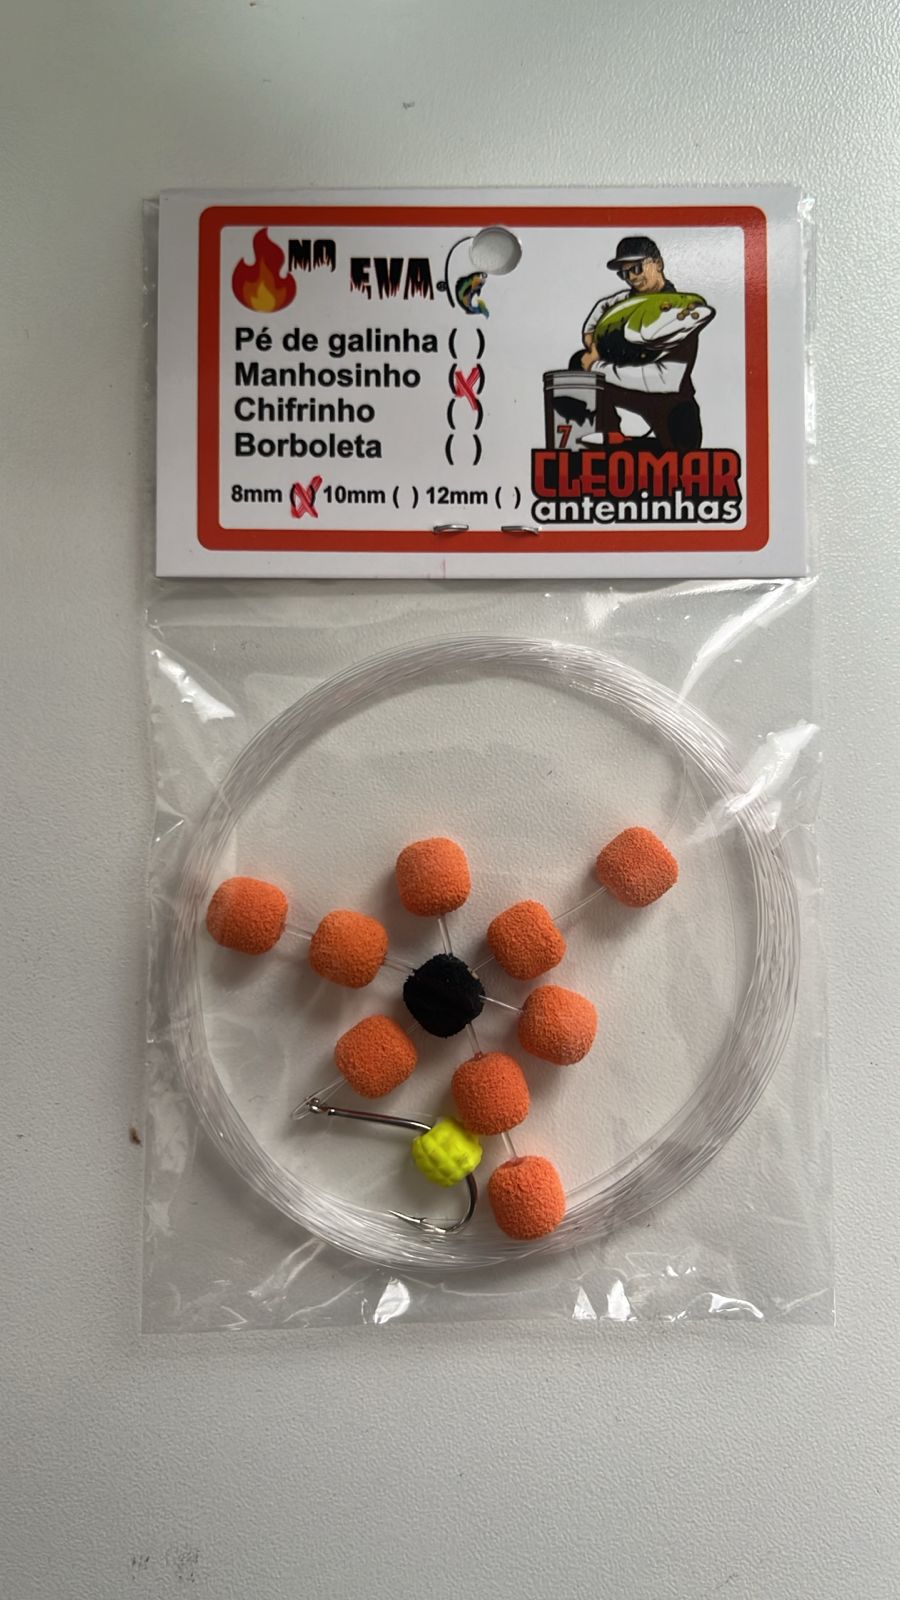 NO EVA
Pé de galinha ( )
Manhosinho (X)
Chifrinho ( )
Borboleta ( )
8mm (X) 10mm ( ) 12mm ( )
7
CLEOMAR
anteninhas